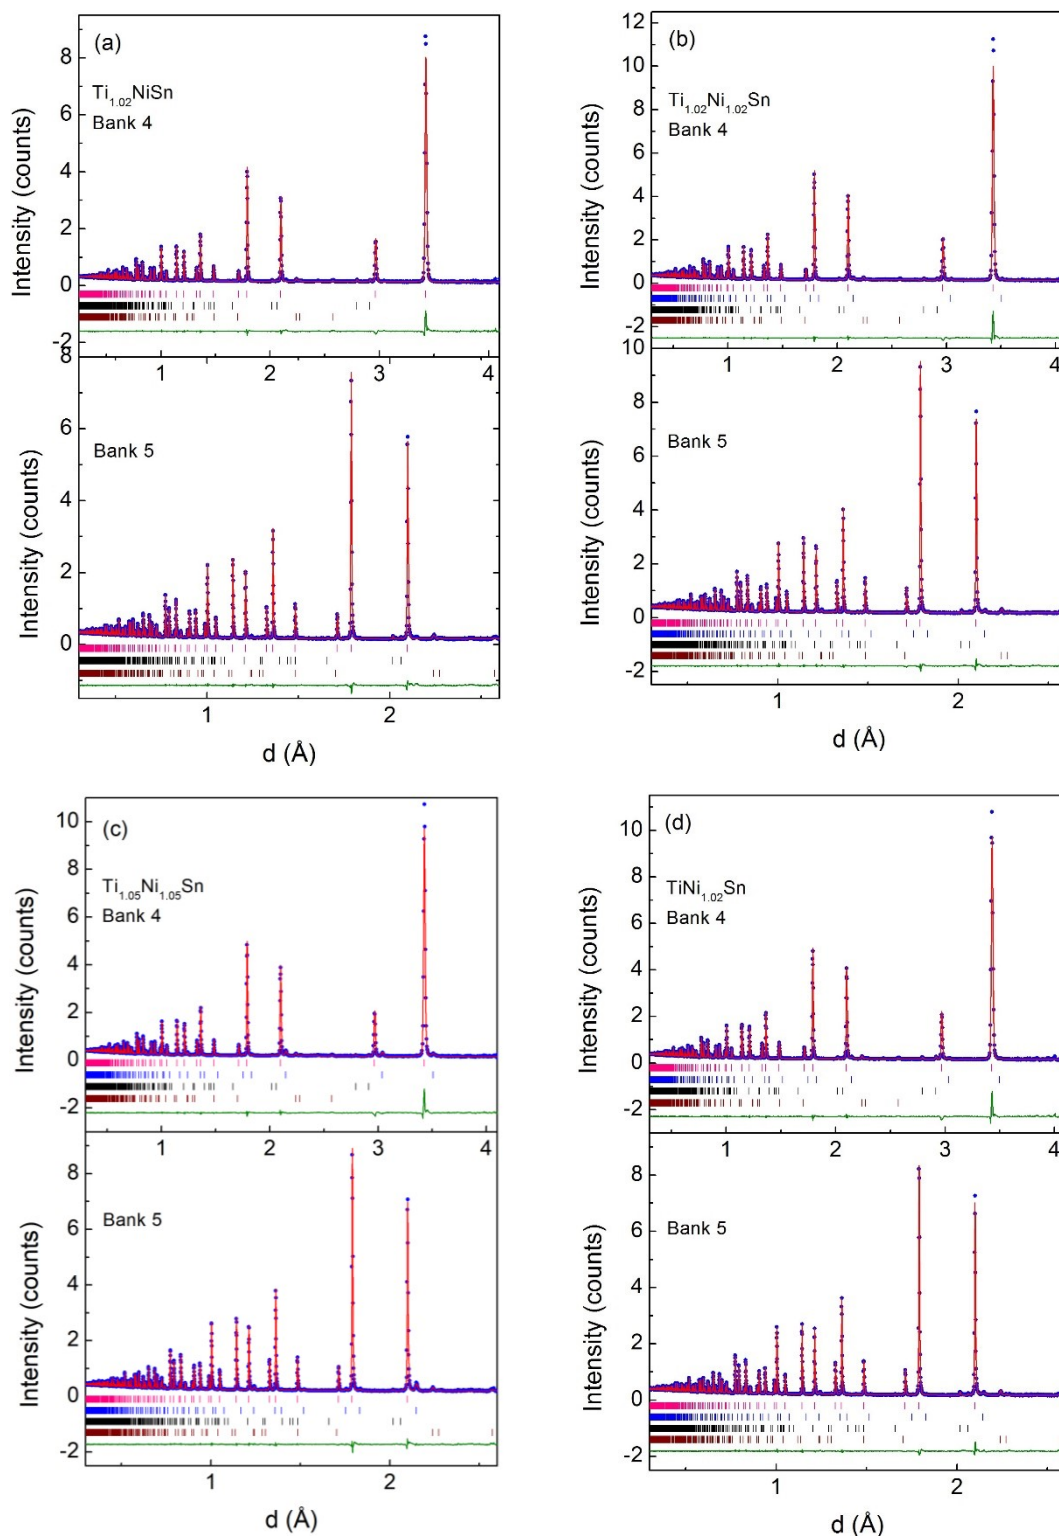 (a)
Ti1.02NiSn
Bank 4
Intensity (counts)
8
6
4
2
0
-2
1 2 3 4
Bank 5
Intensity (counts)
8
6
4
2
0
1 2
d (Å)
(b)
Ti1.02Ni1.02Sn
Bank 4
Intensity (counts)
12
10
8
6
4
2
0
-2
1 2 3 4
Bank 5
Intensity (counts)
10
8
6
4
2
0
-2
1 2
d (Å)
(c)
Ti1.05Ni1.05Sn
Bank 4
Intensity (counts)
10
8
6
4
2
0
-2
1 2 3 4
Bank 5
Intensity (counts)
8
6
4
2
0
-2
1 2
d (Å)
(d)
TiNi1.02Sn
Bank 4
Intensity (counts)
10
8
6
4
2
0
-2
1 2 3 4
Bank 5
Intensity (counts)
8
6
4
2
0
-2
1 2
d (Å)